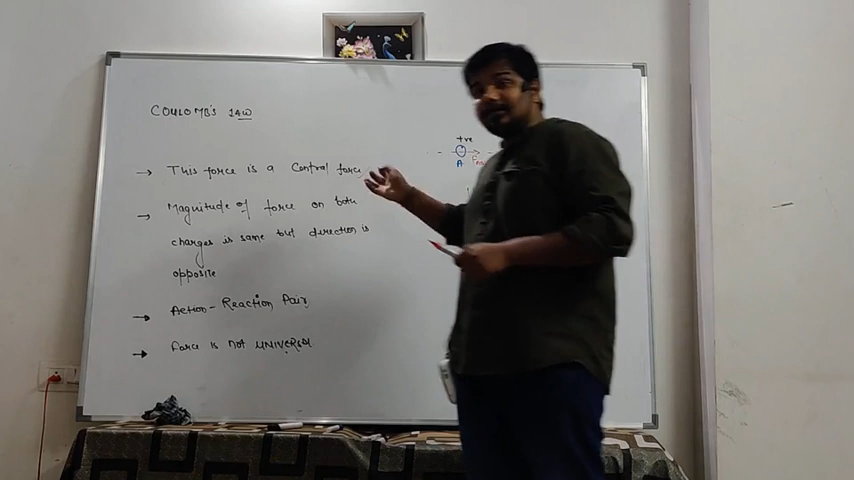 COULOMB'S LAW
→ This force is a Central force
→ Magnitude of force on both
charges is same but direction is
opposite
→ Action-Reaction Pair
→ Force is not UNIVERSAL
+ve
A